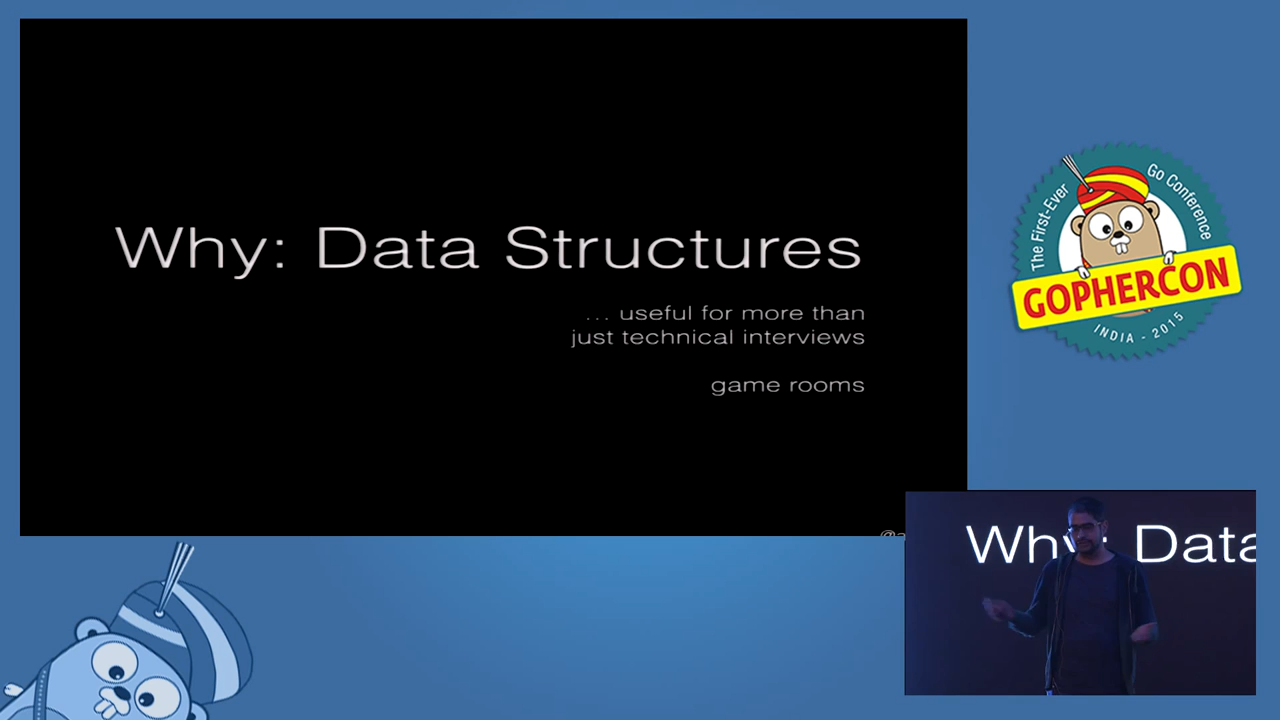 Why: Data Structures
... useful for more than
just technical interviews
game rooms
The First-Ever
Go Conference
GOPHERCON
INDIA - 2015
Why: Data